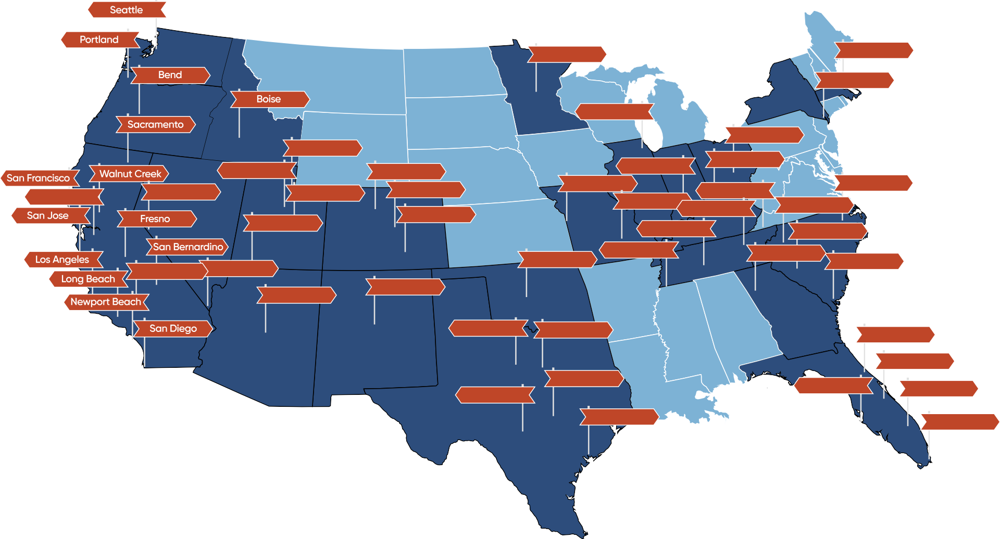 Seattle
Portland
Bend
Boise
Sacramento
San Francisco
Walnut Creek
San Jose
Fresno
San Bernardino
Los Angeles
Long Beach
Newport Beach
San Diego